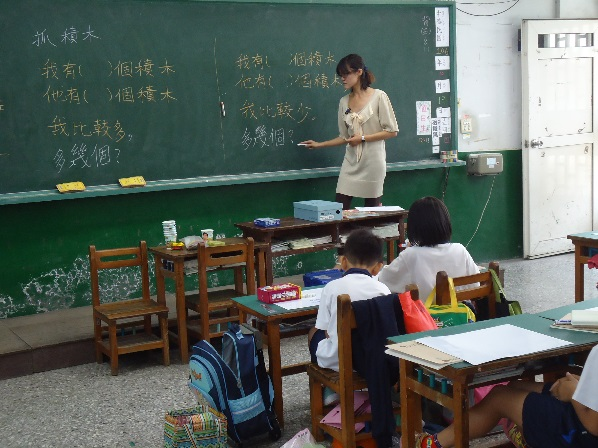 抓積木
我有( )個積木
他有( )個積木
我比較多。
多幾個?
我有( )個積木
他有( )個積木
我比較少。
多幾個?